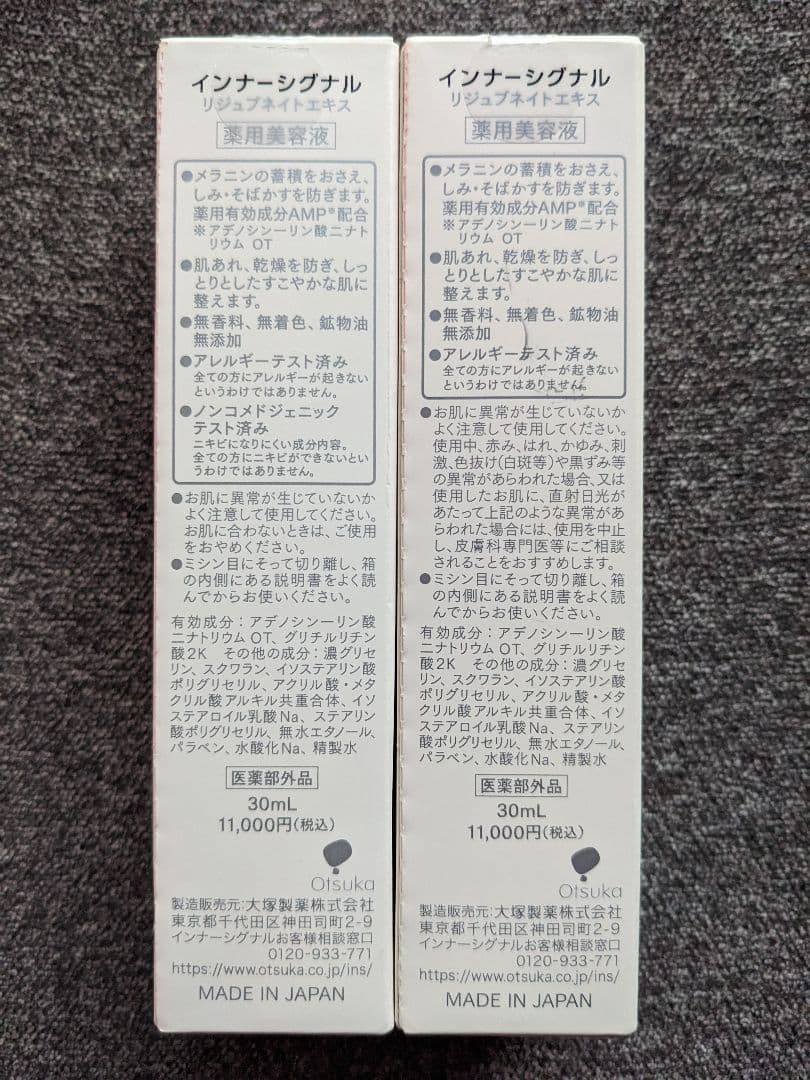 インナーシグナル
リジュブネイトエキス
薬用美容液
●メラニンの蓄積をおさえ、
しみ・そばかすを防ぎます。
薬用有効成分AMP※配合
※アデノシン一リン酸二ナト
リウム OT
●肌あれ、乾燥を防ぎ、しっ
とりとしたすこやかな肌に
整えます。
●無香料、無着色、鉱物油
無添加
●アレルギーテスト済み
全ての方にアレルギーが起きない
というわけではありません。
●ノンコメドジェニック
テスト済み
ニキビになりにくい成分内容。
全ての方にニキビができないとい
うわけではありません。
●お肌に異常が生じていないか
よく注意して使用してください。
お肌に合わないときは、ご使用
をおやめください。
●ミシン目にそって切り離し、箱
の内側にある説明書をよく読
んでからお使いください。
有効成分：アデノシン一リン酸
二ナトリウム OT、グリチルリチン
酸2K その他の成分：濃グリセ
リン、スクワラン、イソステアリン酸
ポリグリセリル、アクリル酸・メタ
クリル酸アルキル共重合体、イソ
ステアロイル乳酸Na、ステアリン
酸ポリグリセリル、無水エタノール、
パラベン、水酸化Na、精製水
医薬部外品
30mL
11,000円(税込)
Otsuka
製造販売元:大塚製薬株式会社
東京都千代田区神田司町2-9
インナーシグナルお客様相談窓口
0120-933-771
https://www.otsuka.co.jp/ins/
MADE IN JAPAN
インナーシグナル
リジュブネイトエキス
薬用美容液
●メラニンの蓄積をおさえ、
しみ・そばかすを防ぎます。
薬用有効成分AMP※配合
※アデノシン一リン酸二ナト
リウム OT
●肌あれ、乾燥を防ぎ、しっ
とりとしたすこやかな肌に
整えます。
●無香料、無着色、鉱物油
無添加
●アレルギーテスト済み
全ての方にアレルギーが起きない
というわけではありません。
●お肌に異常が生じていないか
よく注意して使用してください。
使用中、赤み、はれ、かゆみ、刺
激、色抜け(白斑等)や黒ずみ等
の異常があらわれた場合、又は
使用したお肌に、直射日光が
あたって上記のような異常があ
らわれた場合には、使用を中止
し、皮膚科専門医等にご相談
されることをおすすめします。
●ミシン目にそって切り離し、箱
の内側にある説明書をよく読
んでからお使いください。
有効成分：アデノシン一リン酸
二ナトリウム OT、グリチルリチン
酸2K その他の成分：濃グリセ
リン、スクワラン、イソステアリン酸
ポリグリセリル、アクリル酸・メタ
クリル酸アルキル共重合体、イソ
ステアロイル乳酸Na、ステアリン
酸ポリグリセリル、無水エタノール、
パラベン、水酸化Na、精製水
医薬部外品
30mL
11,000円(税込)
Otsuka
製造販売元:大塚製薬株式会社
東京都千代田区神田司町2-9
インナーシグナルお客様相談窓口
0120-933-771
https://www.otsuka.co.jp/ins/
MADE IN JAPAN